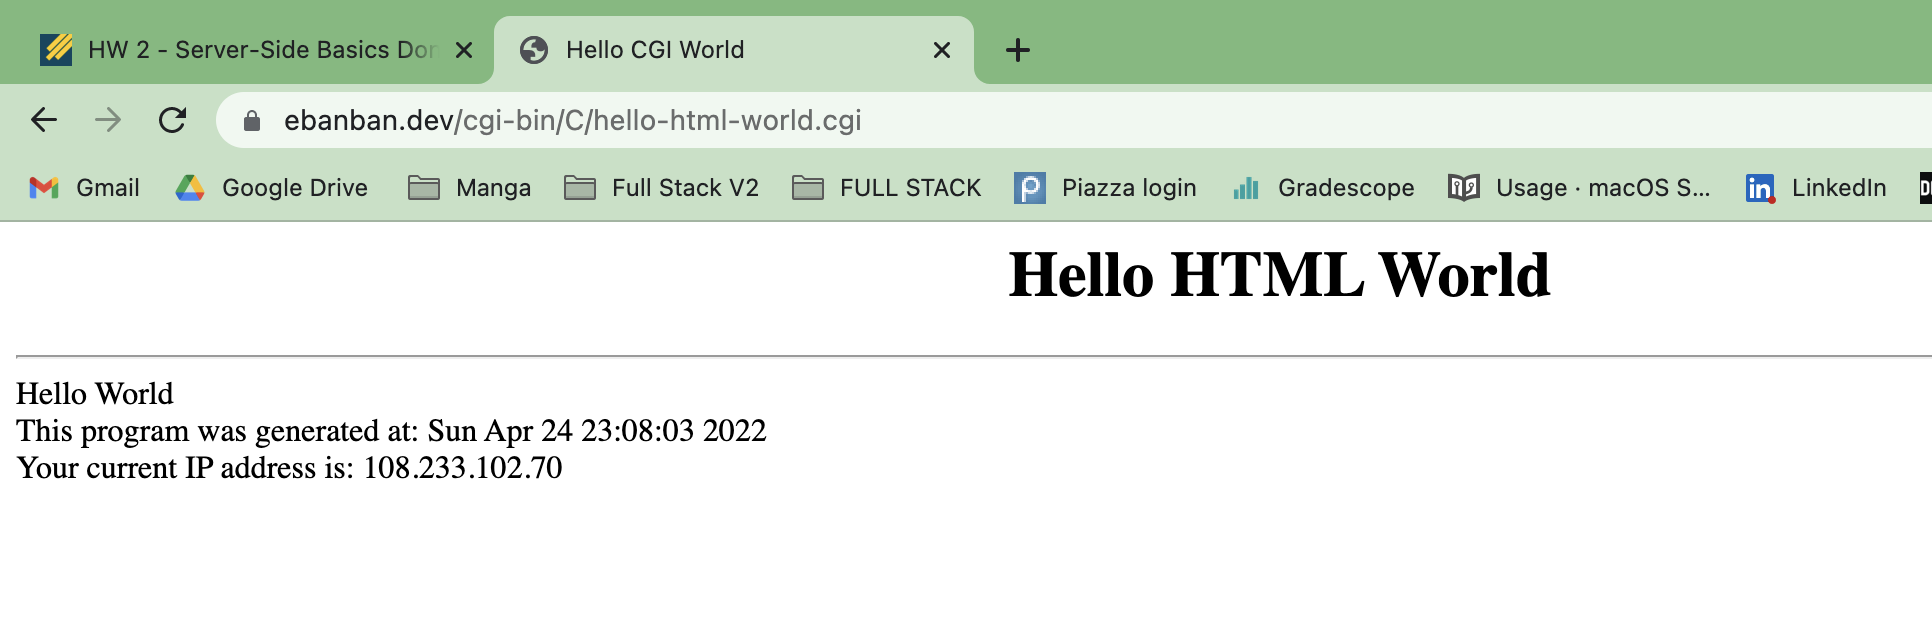 HW 2 - Server-Side Basics Dor
Hello CGI World
ebanban.dev/cgi-bin/C/hello-html-world.cgi
Gmail
Google Drive
Manga
Full Stack V2
FULL STACK
Piazza login
Gradescope
Usage · macOS S...
LinkedIn
Hello HTML World
Hello World
This program was generated at: Sun Apr 24 23:08:03 2022
Your current IP address is: 108.233.102.70